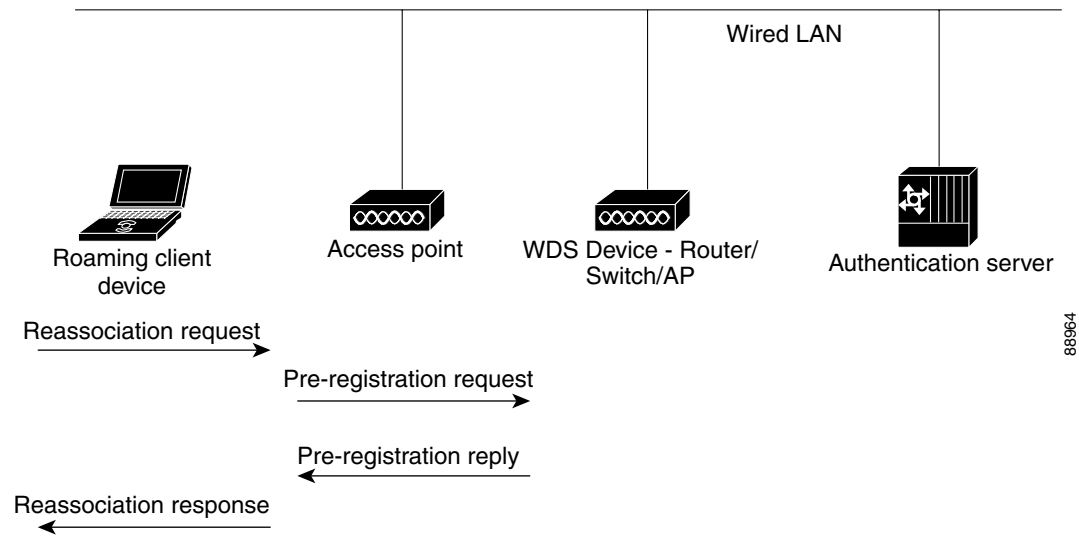 Wired LAN
Roaming client
device
Access point
WDS Device - Router/
Switch/AP
Authentication server
88964
Reassociation request
Pre-registration request
Pre-registration reply
Reassociation response